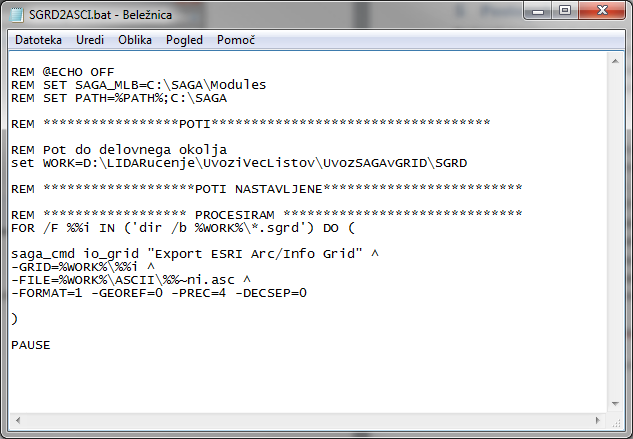 SGRD2ASCI.bat - Beležnica
Datoteka Uredi Oblika Pogled Pomoč
REM @ECHO OFF
REM SET SAGA_MLB=C:\SAGA\Modules
REM SET PATH=%PATH%;C:\SAGA
REM *****************POTI***********************************
REM Pot do delovnega okolja
set WORK=D:\LIDARucenje\UvoziVecListov\UvozSAGAvGRID\SGRD
REM *******************POTI NASTAVLJENE*************************
REM ****************** PROCESIRAM ******************************
FOR /F %%i IN ('dir /b %WORK%\*.sgrd') DO (
saga_cmd io_grid "Export ESRI Arc/Info Grid" ^
-GRID=%WORK%\%%i ^
-FILE=%WORK%\ASCII\%%~ni.asc ^
-FORMAT=1 -GEOREF=0 -PREC=4 -DECSEP=0
)
PAUSE